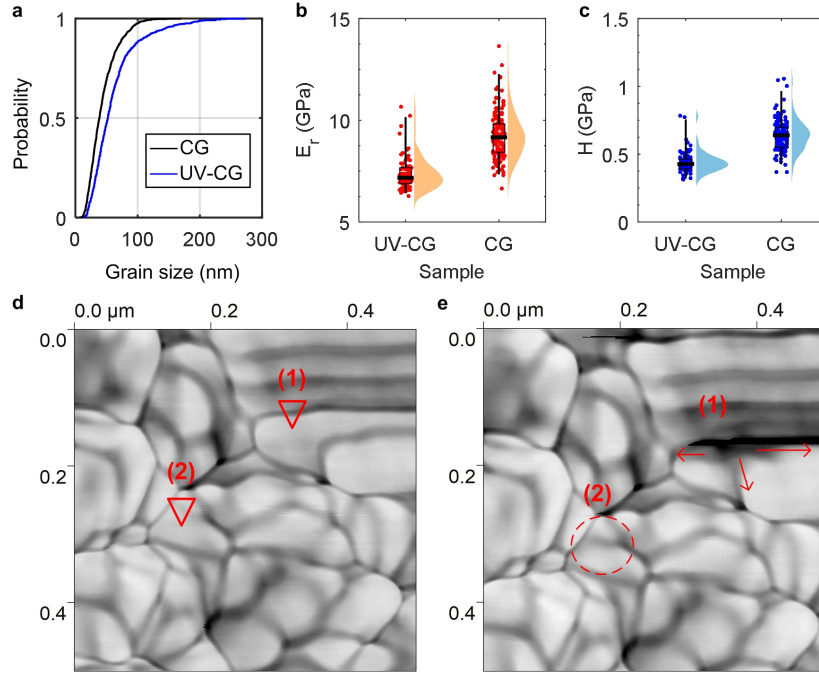 a
Probability
1
0.5
0
CG
UV-CG
0 100 200 300
Grain size (nm)
b
E_r (GPa)
15
10
5
UV-CG CG
Sample
c
H (GPa)
1.5
1
0.5
0
UV-CG CG
Sample
d
0.0 µm 0.2 0.4
0.0
0.2
0.4
(1)
(2)
e
0.0 µm 0.2 0.4
0.0
0.2
0.4
(1)
(2)